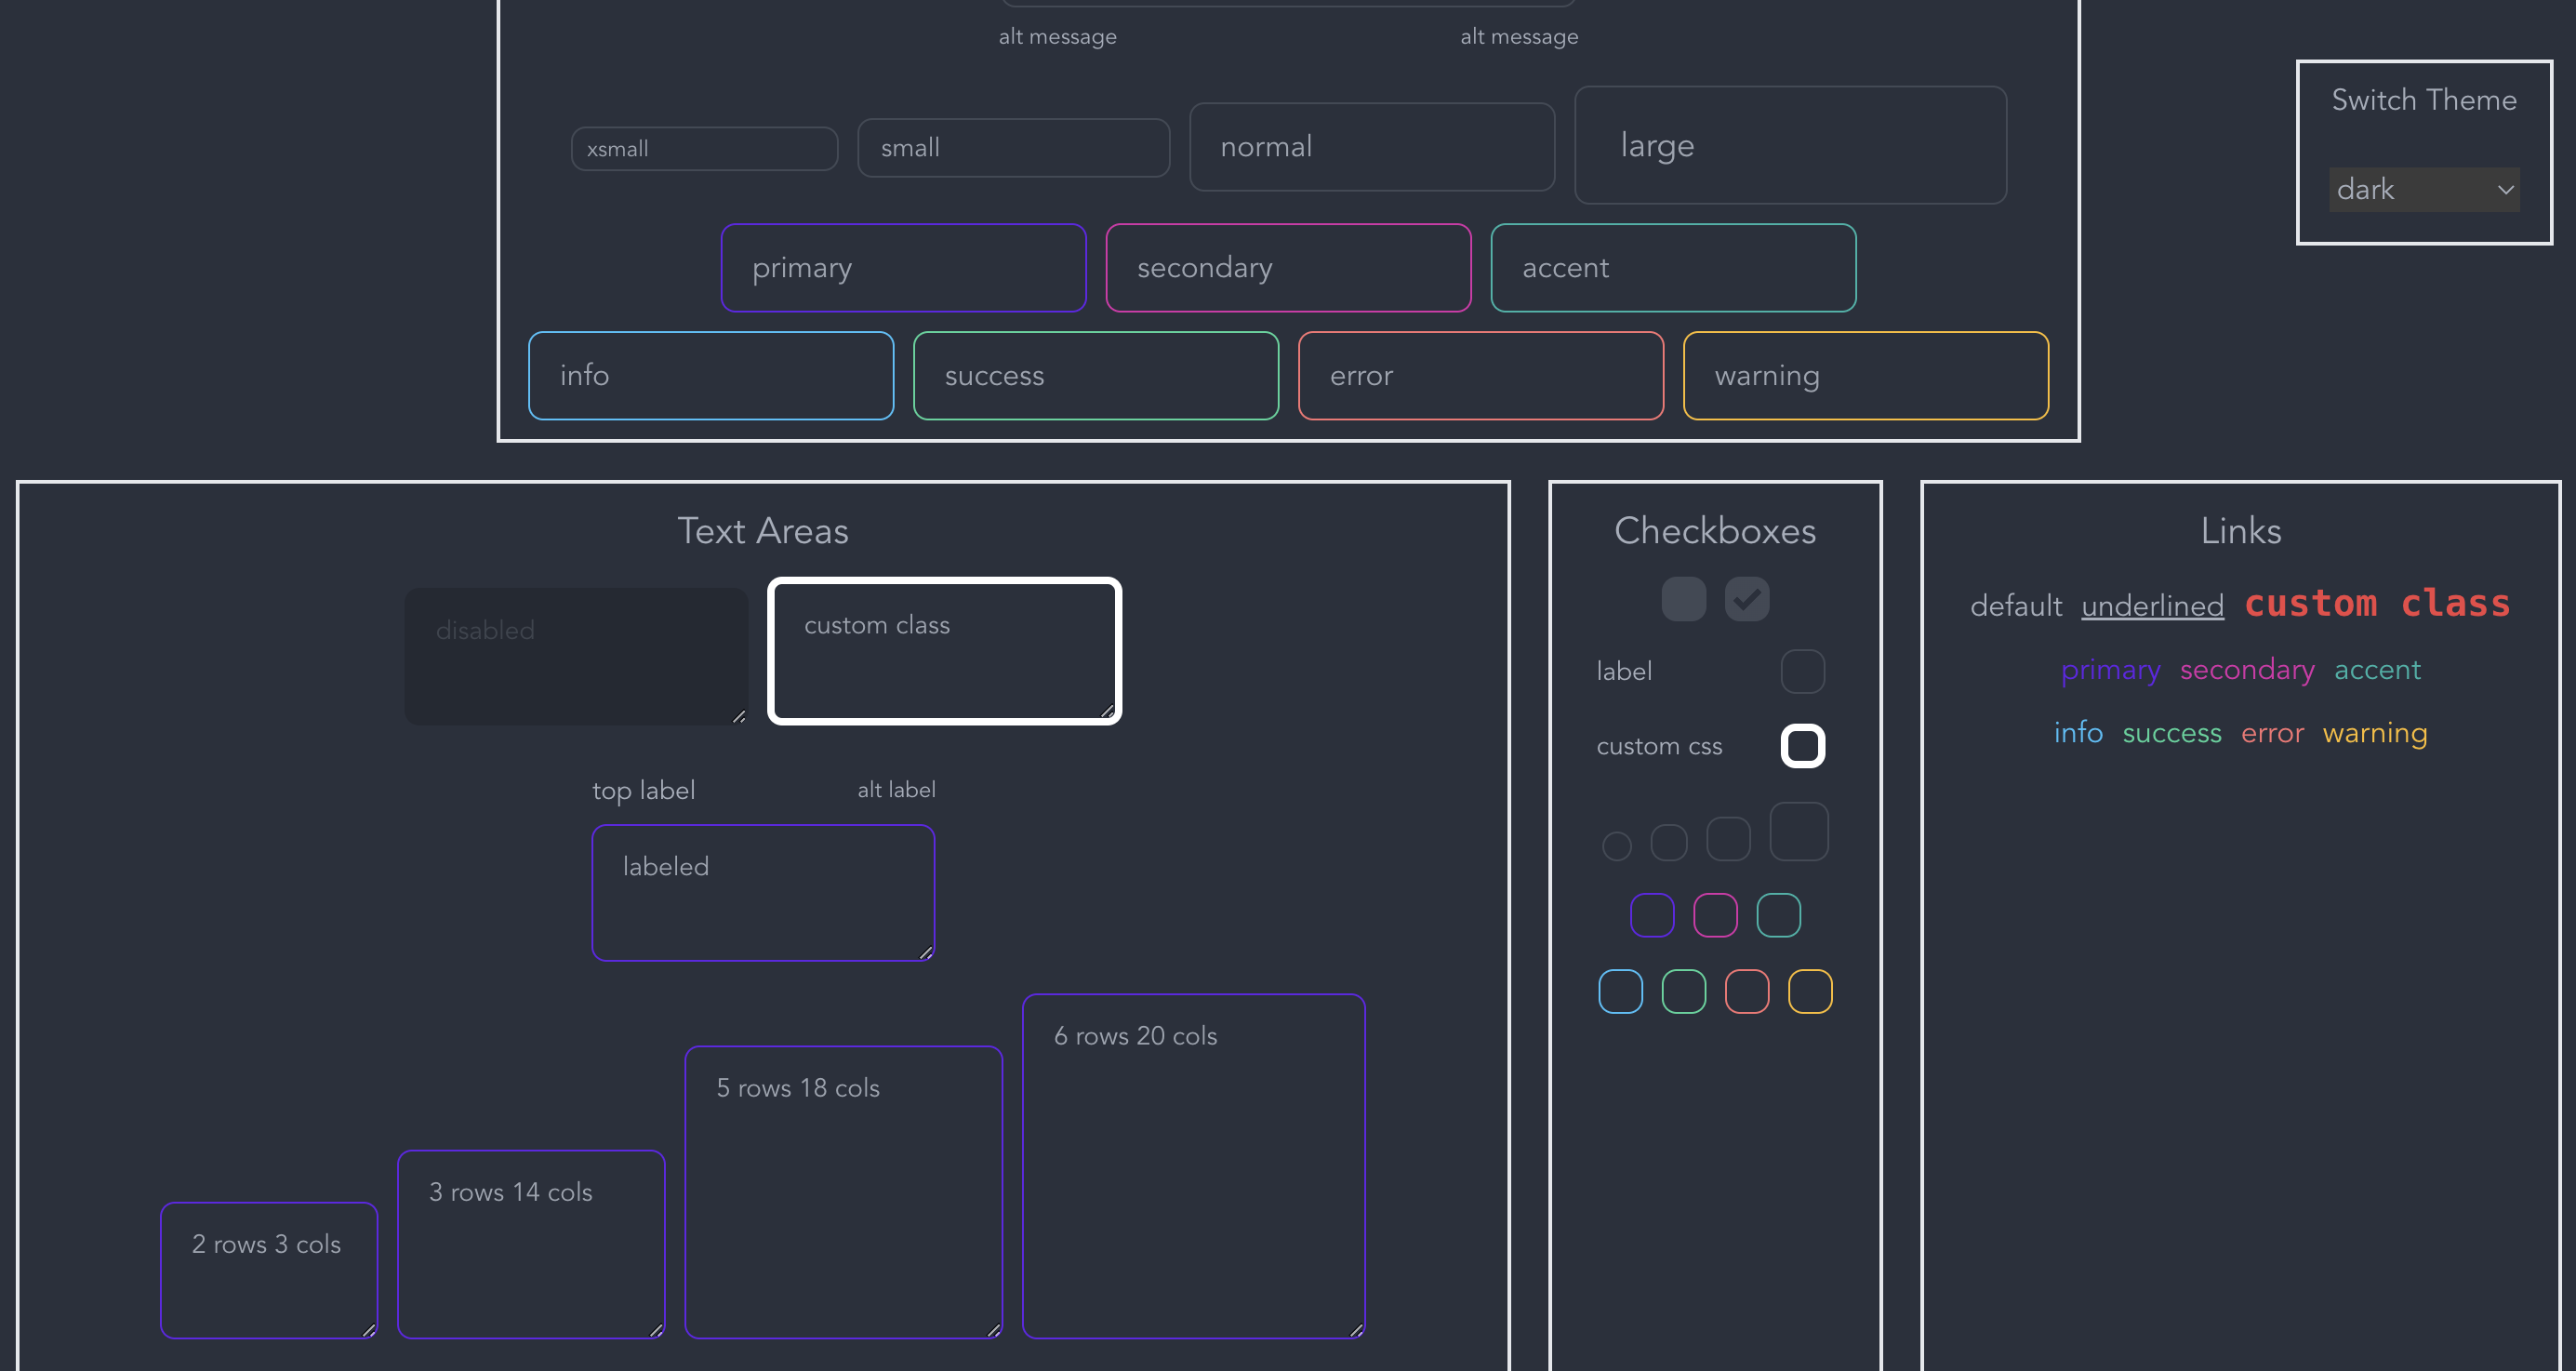 alt message alt message
Switch Theme
dark
xsmall small normal large
primary secondary accent
info success error warning
Text Areas
disabled custom class
top label alt label
labeled
6 rows 20 cols
5 rows 18 cols
3 rows 14 cols
2 rows 3 cols
Checkboxes
label
custom css
Links
default underlined custom class
primary secondary accent
info success error warning